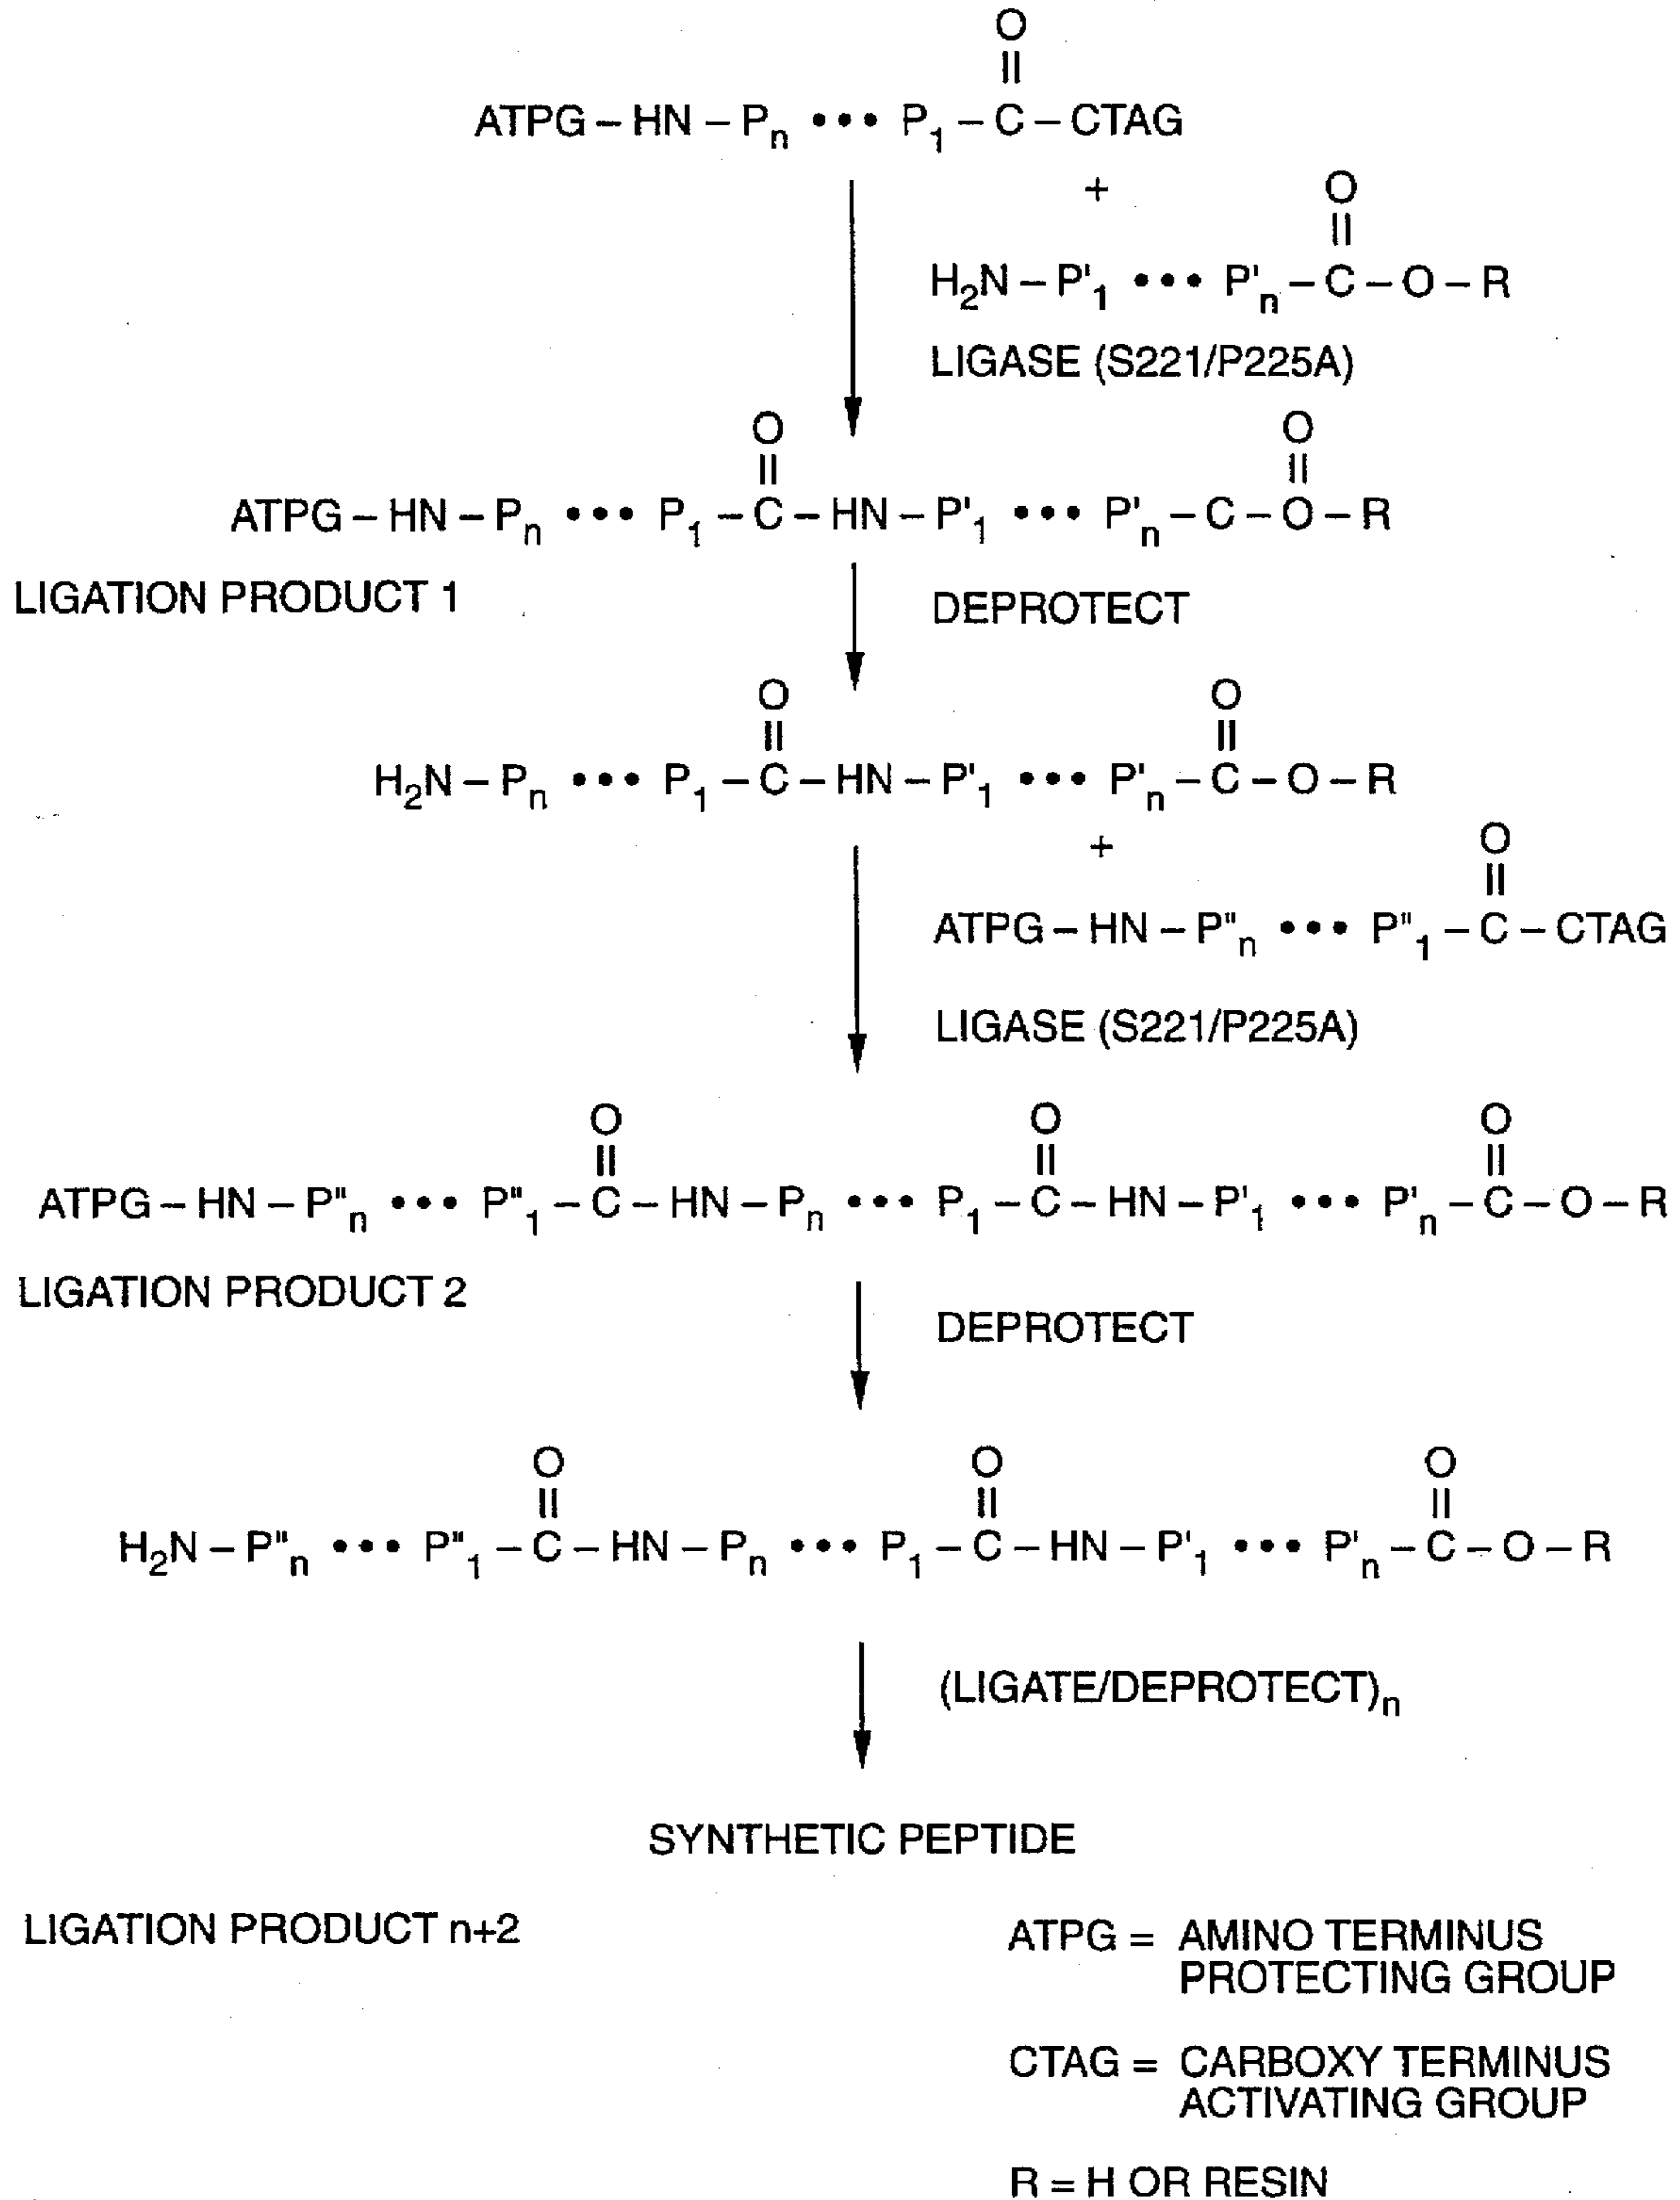 O
||
ATPG – HN – Pn ••• P1 – C – CTAG
+
O
||
H2N – P'1 ••• P'n – C – O – R
LIGASE (S221/P225A)
O O
|| ||
ATPG – HN – Pn ••• P1 – C – HN – P'1 ••• P'n – C – O – R
LIGATION PRODUCT 1
DEPROTECT
O O
|| ||
H2N – Pn ••• P1 – C – HN – P'1 ••• P'n – C – O – R
+
O
||
ATPG – HN – P"n ••• P"1 – C – CTAG
LIGASE (S221/P225A)
O O O
|| || ||
ATPG – HN – P"n ••• P"1 – C – HN – Pn ••• P1 – C – HN – P'1 ••• P'n – C – O – R
LIGATION PRODUCT 2
DEPROTECT
O O O
|| || ||
H2N – P"n ••• P"1 – C – HN – Pn ••• P1 – C – HN – P'1 ••• P'n – C – O – R
(LIGATE/DEPROTECT)n
SYNTHETIC PEPTIDE
LIGATION PRODUCT n+2
ATPG = AMINO TERMINUS
PROTECTING GROUP
CTAG = CARBOXY TERMINUS
ACTIVATING GROUP
R = H OR RESIN